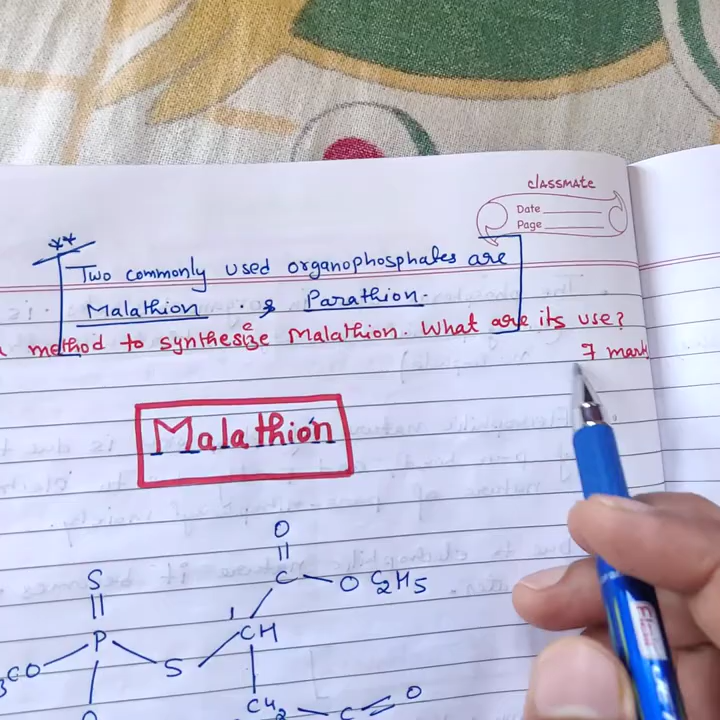 classmate
Date
Page
**
Two commonly used organophosphates are
Malathion & Parathion.
method to synthesize Malathion. What are its use?
7 mark
Malathion
O
||
C — O C2H5
S
||
P
CH
S
3CO
O
CH2 — C = O